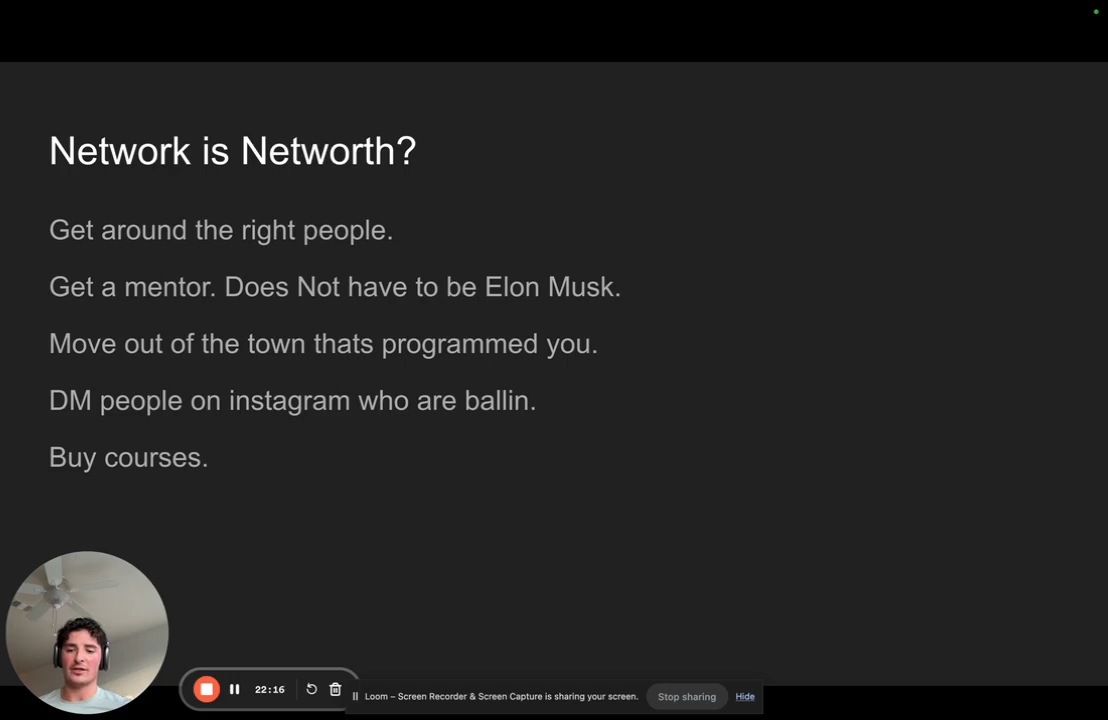 Network is Networth?
Get around the right people.
Get a mentor. Does Not have to be Elon Musk.
Move out of the town thats programmed you.
DM people on instagram who are ballin.
Buy courses.
22:16
Loom – Screen Recorder & Screen Capture is sharing your screen.
Stop sharing
Hide